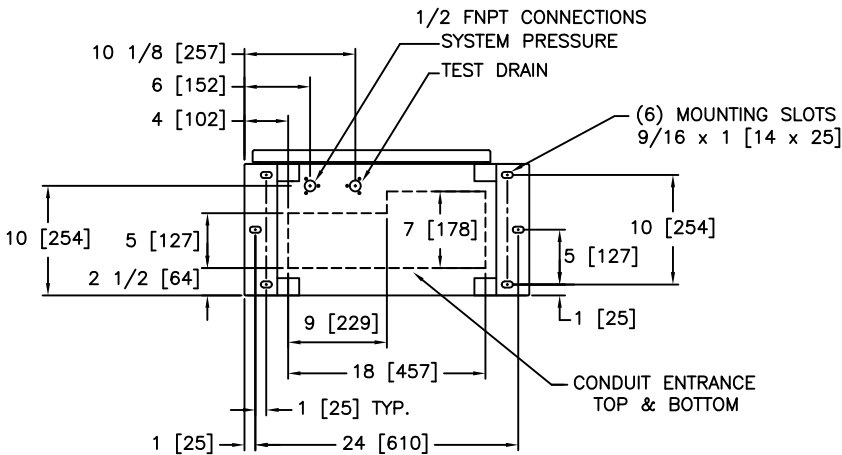 1/2 FNPT CONNECTIONS
SYSTEM PRESSURE
10 1/8 [257]
TEST DRAIN
6 [152]
4 [102]
(6) MOUNTING SLOTS
9/16 x 1 [14 x 25]
10 [254]
5 [127]
7 [178]
10 [254]
5 [127]
2 1/2 [64]
9 [229]
1 [25]
18 [457]
CONDUIT ENTRANCE
TOP & BOTTOM
1 [25] TYP.
1 [25]
24 [610]